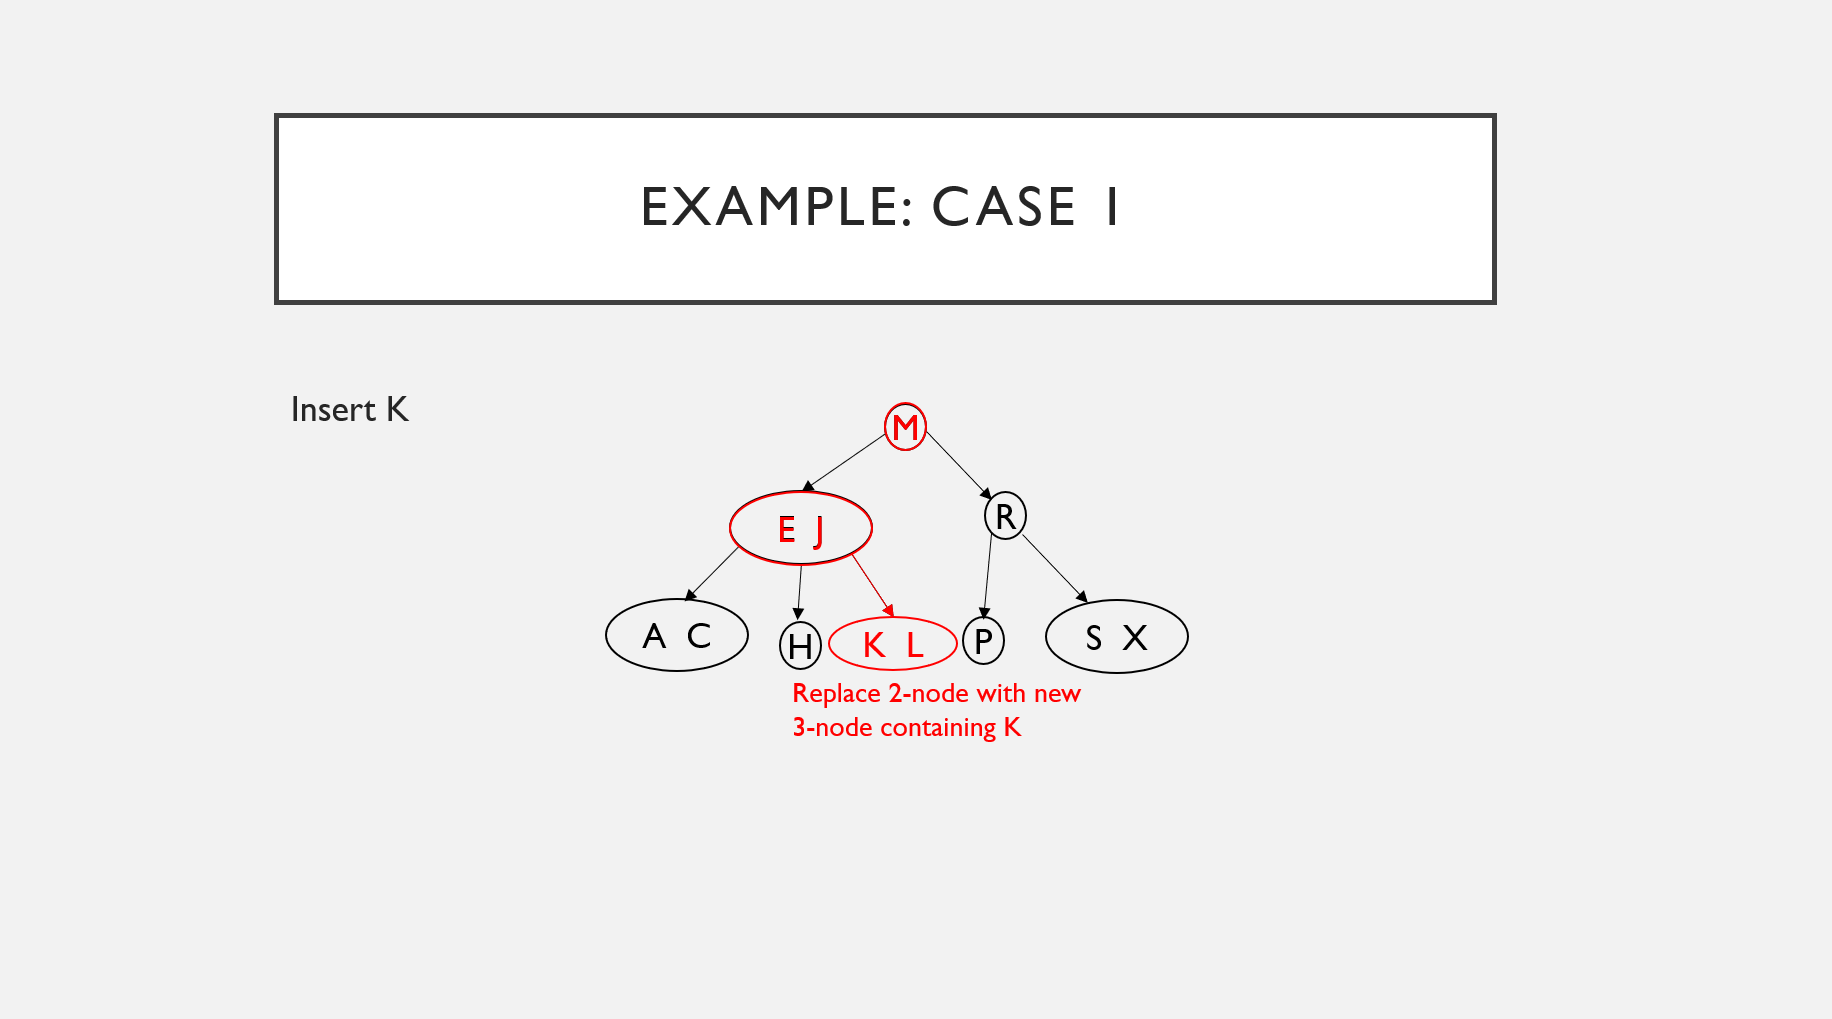 EXAMPLE: CASE 1
Insert K
M
E J
R
A C
H
K L
P
S X
Replace 2-node with new
3-node containing K